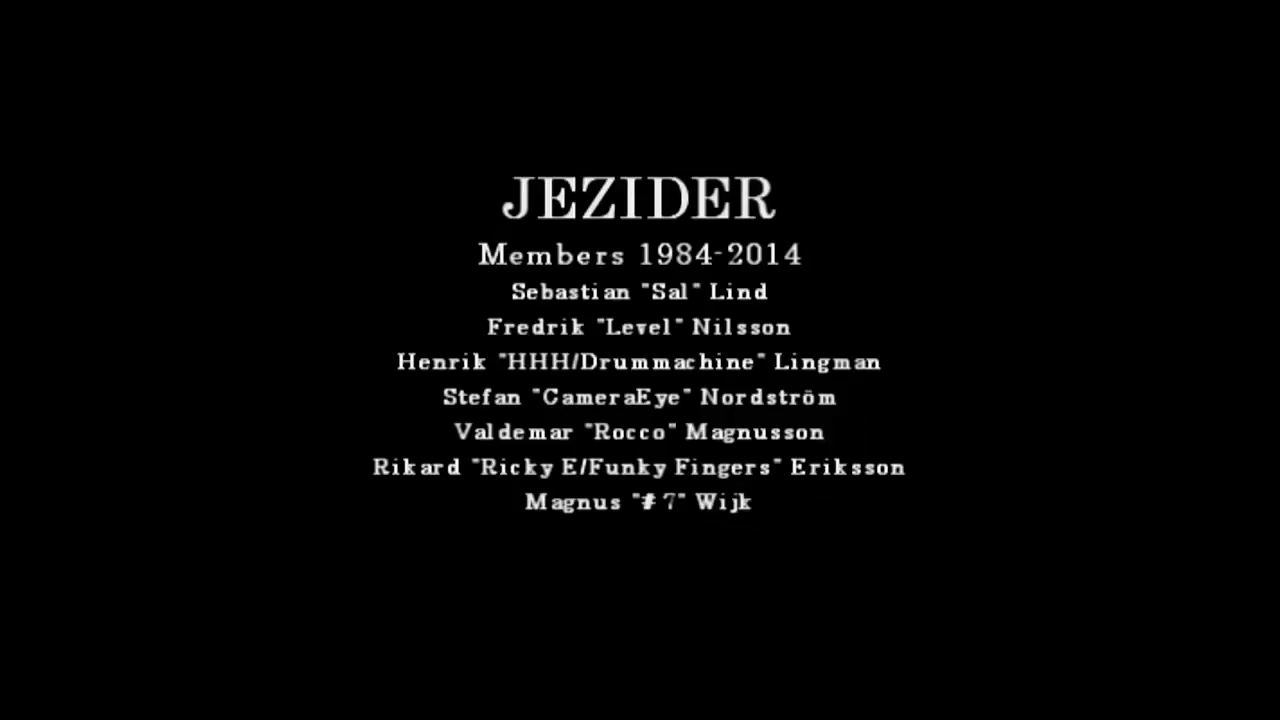 JEZIDER
Members 1984-2014
Sebastian "Sal" Lind
Fredrik "Level" Nilsson
Henrik "HHH/Drummachine" Lingman
Stefan "CameraEye" Nordström
Valdemar "Rocco" Magnusson
Rikard "Ricky E/Funky Fingers" Eriksson
Magnus "#7" Wijk